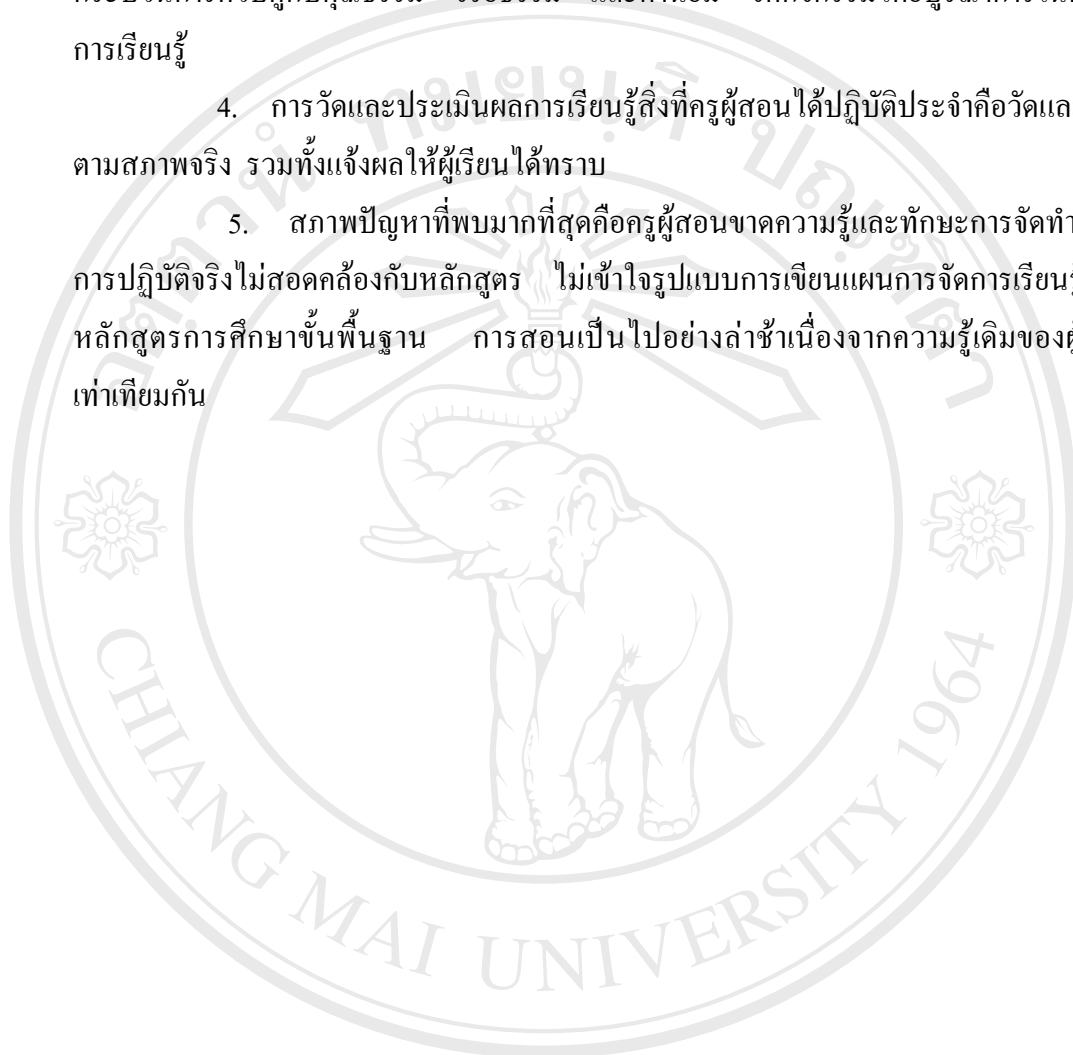 การเรียนรู้
4. การวัดและประเมินผลการเรียนรู้สิ่งที่ครูผู้สอนได้ปฏิบัติประจำคือวัดและ
ตามสภาพจริง รวมทั้งแจ้งผลให้ผู้เรียนได้ทราบ
5. สภาพปัญหาที่พบมากที่สุดคือครูผู้สอนขาดความรู้และทักษะการจัดทำ
การปฏิบัติจริงไม่สอดคล้องกับหลักสูตร ไม่เข้าใจรูปแบบการเขียนแผนการจัดการเรียนรู้
หลักสูตรการศึกษาขั้นพื้นฐาน การสอนเป็นไปอย่างล่าช้าเนื่องจากความรู้เดิมของ
เท่าเทียมกัน
CHIANG MAI UNIVERSITY 1964